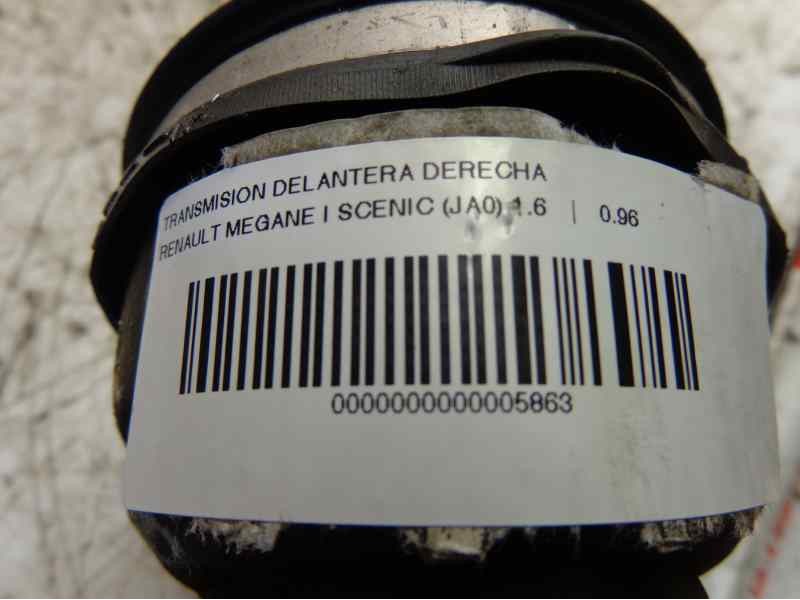 TRANSMISION DELANTERA DERECHA
RENAULT MEGANE I SCENIC (JA0) 1.6 | 0.96
0000000000005863